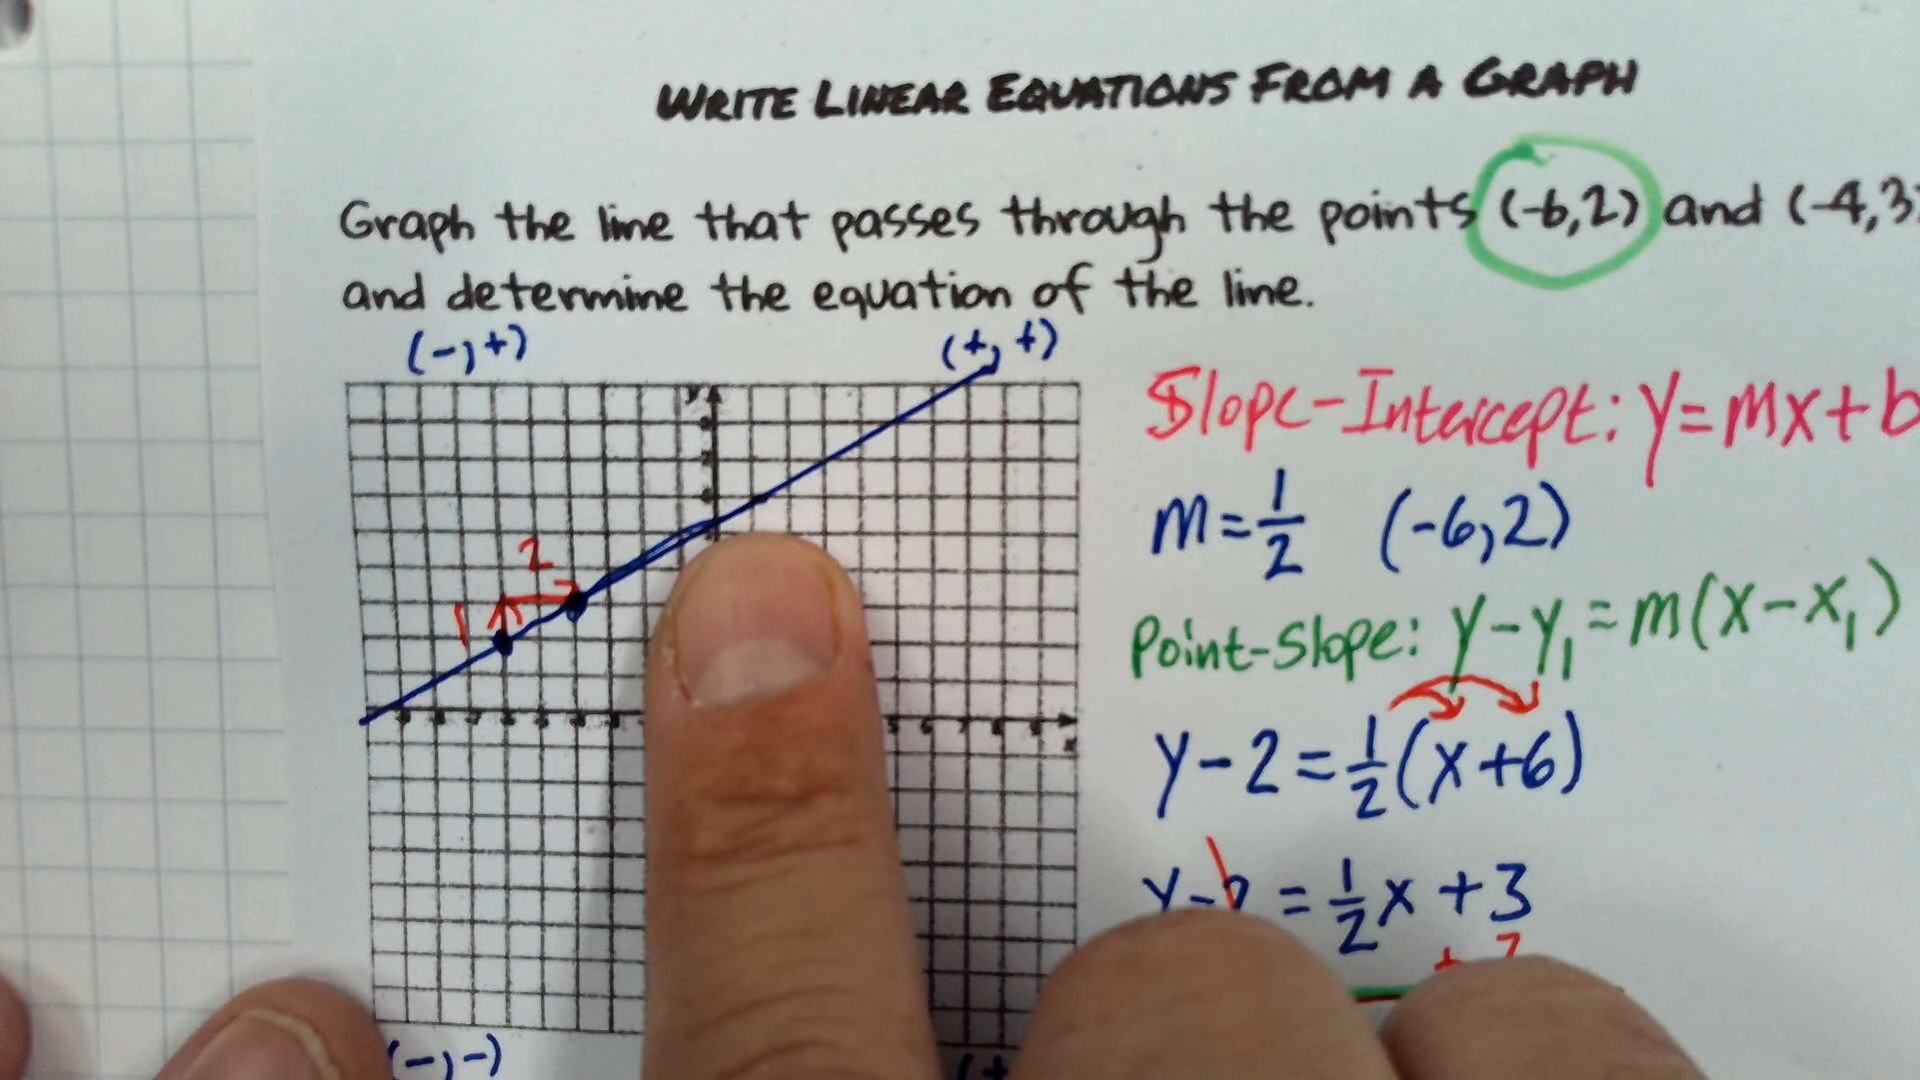 WRITE LINEAR EQUATIONS FROM A GRAPH
Graph the line that passes through the points (-6,2) and (-4,3)
and determine the equation of the line.
(-,+)
(+,+)
2
1
(-,-)
(+
Slope-Intercept: y=mx+b
m=1/2 (-6,2)
Point-Slope: y-y₁=m(x-x₁)
y-2=1/2(x+6)
y-2=1/2x+3